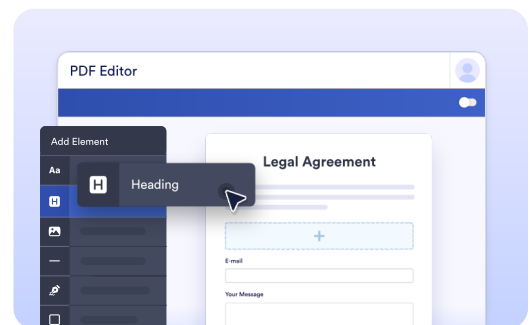 PDF Editor
Add Element
Aa
H
Heading
H
Legal Agreement
E-mail
Your Message